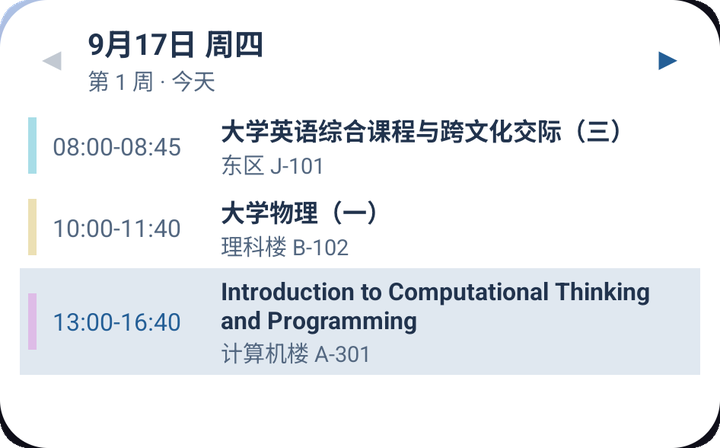 9月17日 周四
第 1 周 · 今天
08:00-08:45
大学英语综合课程与跨文化交际（三）
东区 J-101
10:00-11:40
大学物理（一）
理科楼 B-102
13:00-16:40
Introduction to Computational Thinking
and Programming
计算机楼 A-301